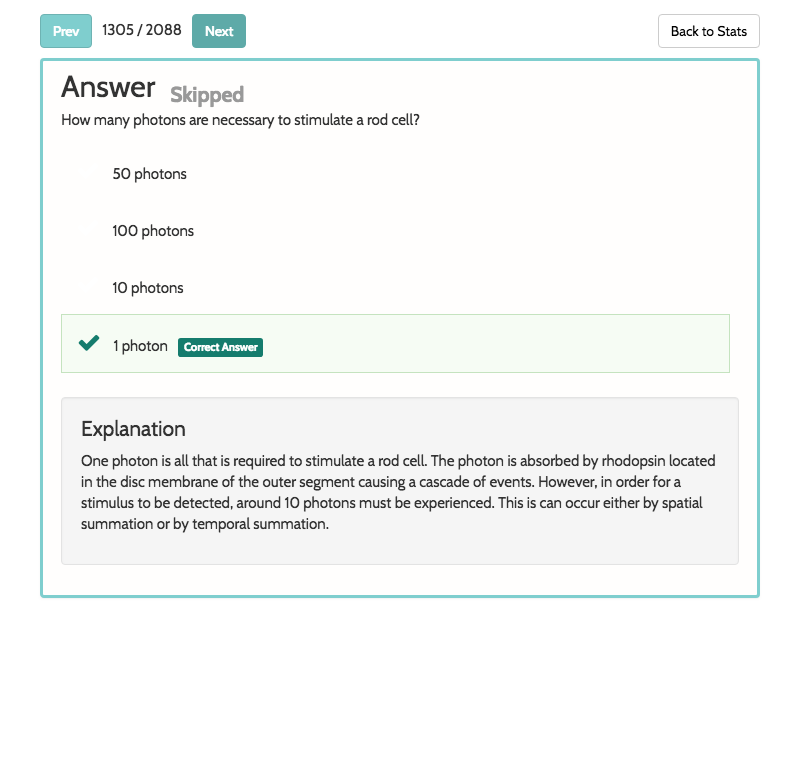 Prev 1305 / 2088 Next Back to Stats
Answer Skipped
How many photons are necessary to stimulate a rod cell?
50 photons
100 photons
10 photons
1 photon Correct Answer
Explanation
One photon is all that is required to stimulate a rod cell. The photon is absorbed by rhodopsin located
in the disc membrane of the outer segment causing a cascade of events. However, in order for a
stimulus to be detected, around 10 photons must be experienced. This is can occur either by spatial
summation or by temporal summation.